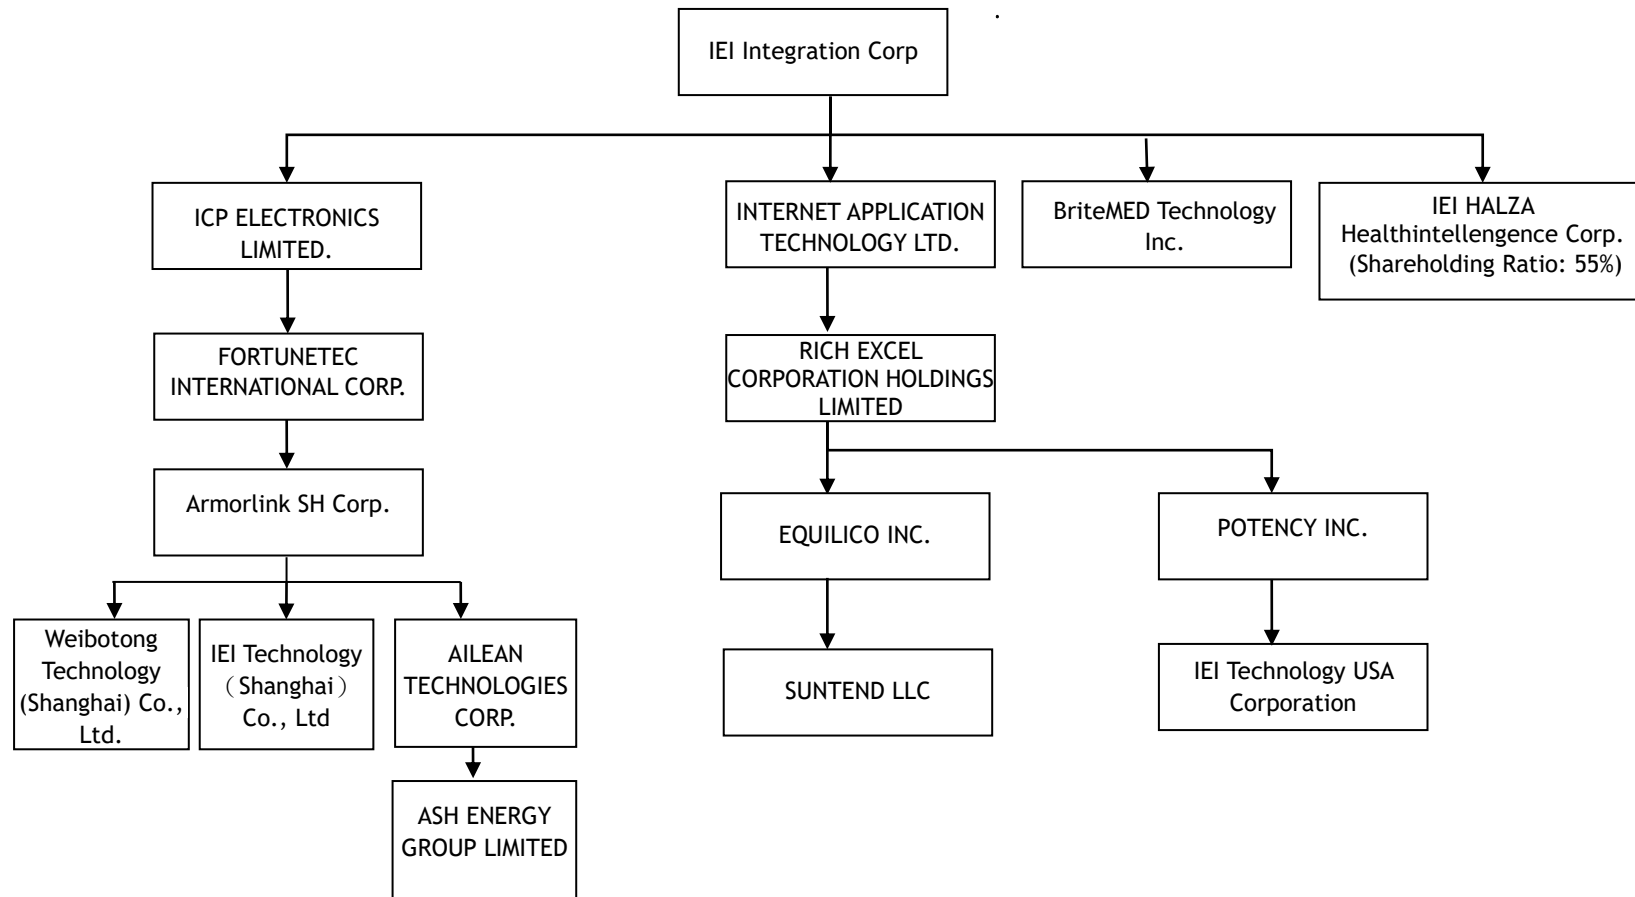 IEI Integration Corp
ICP ELECTRONICS
LIMITED.
INTERNET APPLICATION
TECHNOLOGY LTD.
BriteMED Technology
Inc.
IEI HALZA
Healthintellengence Corp.
(Shareholding Ratio: 55%)
FORTUNETEC
INTERNATIONAL CORP.
RICH EXCEL
CORPORATION HOLDINGS
LIMITED
Armorlink SH Corp.
EQUILICO INC.
POTENCY INC.
Weibotong
Technology
(Shanghai) Co.,
Ltd.
IEI Technology
（Shanghai）
Co., Ltd
AILEAN
TECHNOLOGIES
CORP.
SUNTEND LLC
IEI Technology USA
Corporation
ASH ENERGY
GROUP LIMITED